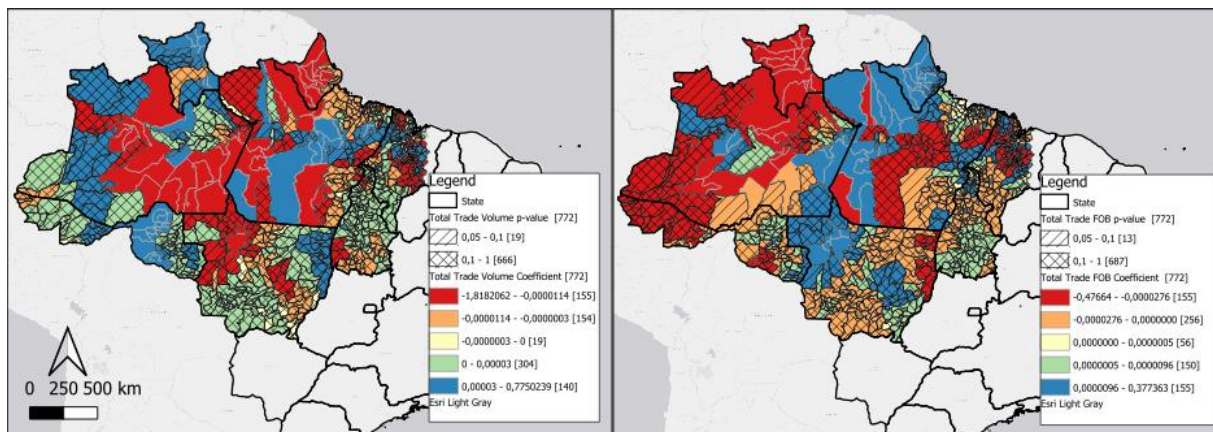 Legend
State
Total Trade Volume p-value [772]
0,05 - 0,1 [19]
0,1 - 1 [666]
Total Trade Volume Coefficient [772]
-1,8182062 - -0,0000114 [155]
-0,0000114 - -0,0000003 [154]
-0,0000003 - 0 [19]
0 - 0,00003 [304]
0,00003 - 0,7750239 [140]
Esri Light Gray
0 250 500 km
Legend
State
Total Trade FOB p-value [772]
0,05 - 0,1 [13]
0,1 - 1 [687]
Total Trade FOB Coefficient [772]
-0,47664 - -0,0000276 [155]
-0,0000276 - 0,0000000 [256]
0,0000000 - 0,0000005 [56]
0,0000005 - 0,0000096 [150]
0,0000096 - 0,377363 [155]
Esri Light Gray